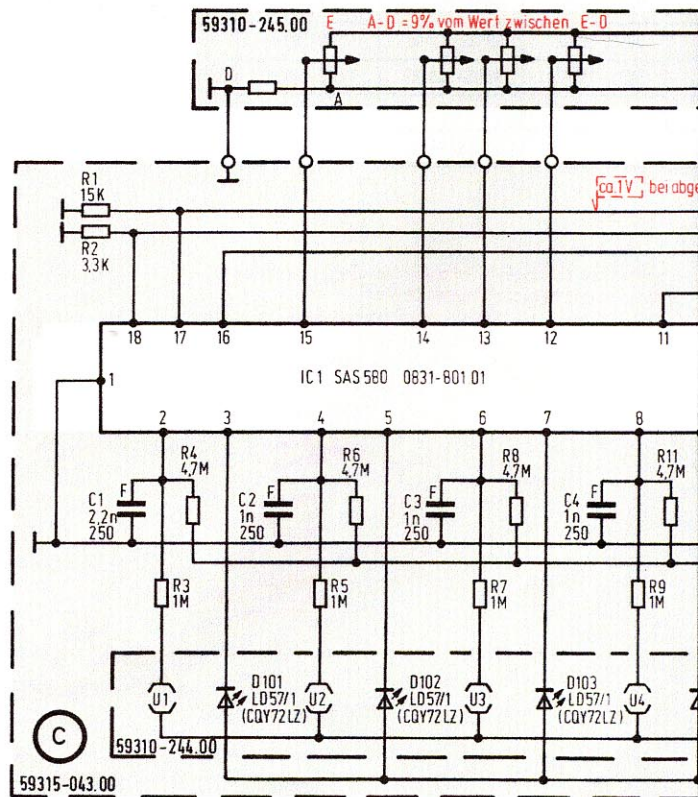 59310-245.00 E A-D = 9% vom Wert zwischen E-D
D
A
R1
15K
ca.1V bei abge
R2
3,3K
18 17 16 15 14 13 12 11
1 IC1 SAS 580 0831-801 01
2 3 4 5 6 7 8
R4
4,7M
R6
4,7M
R8
4,7M
R11
4,7M
C1
2,2n
250
F
C2
1n
250
F
C3
1n
250
F
C4
1n
250
F
R3
1M
R5
1M
R7
1M
R9
1M
U1
D101
LD57/1
(CQY72LZ)
U2
D102
LD57/1
(CQY72LZ)
U3
D103
LD57/1
(CQY72LZ)
U4
C
59310-244.00
59315-043.00